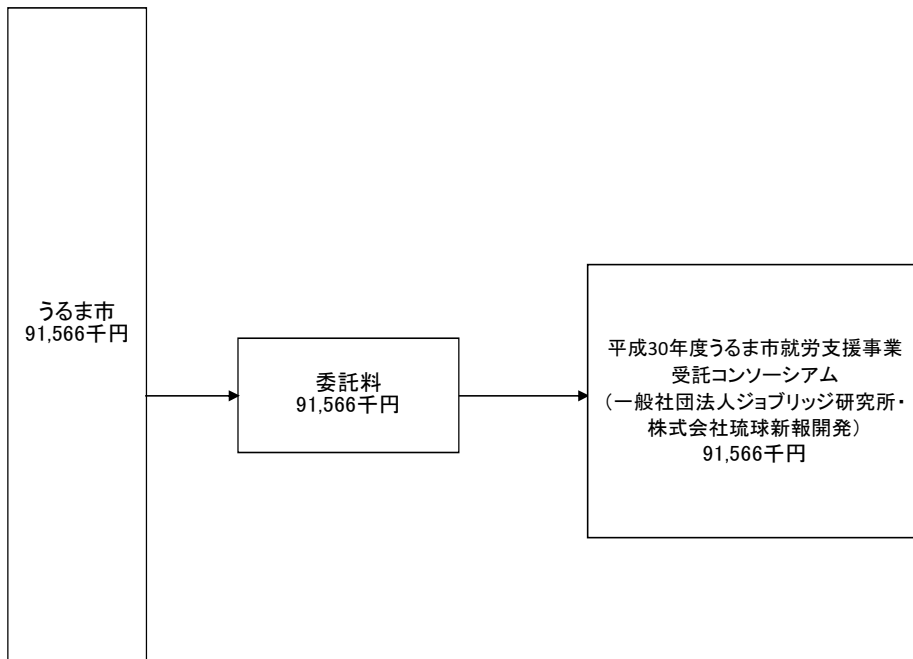 うるま市
91,566千円
委託料
91,566千円
平成30年度うるま市就労支援事業
受託コンソーシアム
（一般社団法人ジョブリッジ研究所・
株式会社琉球新報開発）
91,566千円